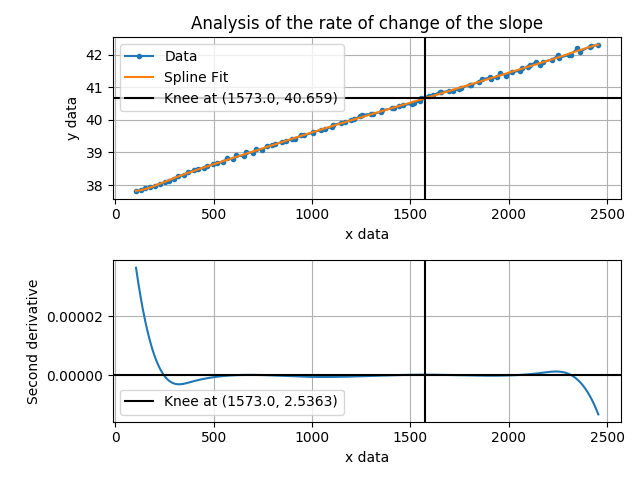 Analysis of the rate of change of the slope
42
41
40
39
38
y data
Data
Spline Fit
Knee at (1573.0, 40.659)
0
500
1000
1500
2000
2500
x data
0.00002
0.00000
Second derivative
Knee at (1573.0, 2.5363)
0
500
1000
1500
2000
2500
x data